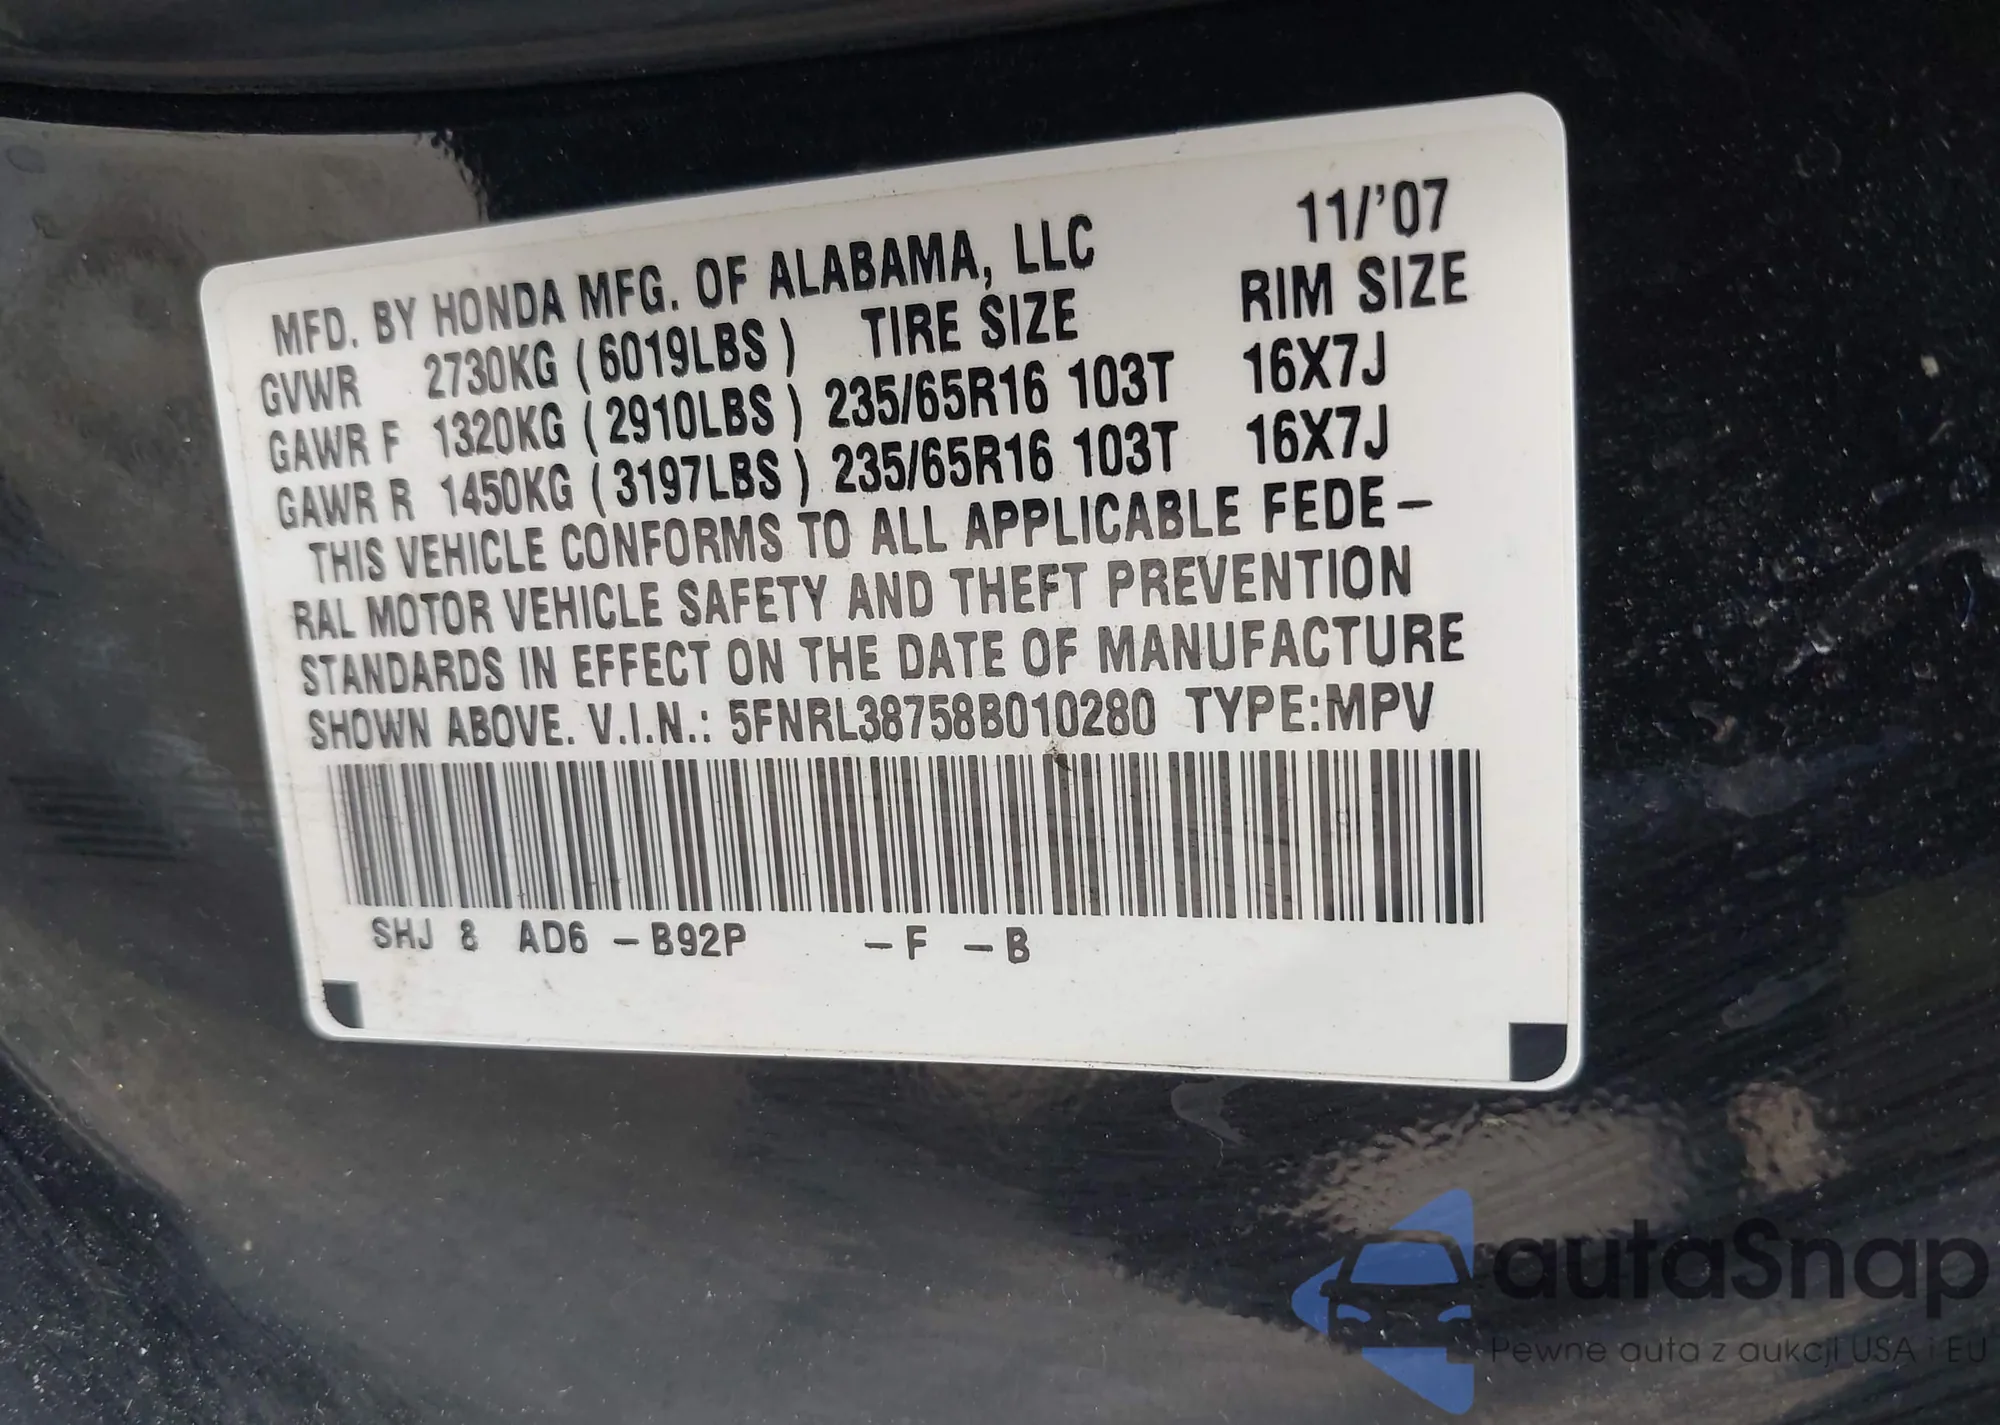 MFD. BY HONDA MFG. OF ALABAMA, LLC 11/'07
GVWR 2730KG ( 6019LBS ) TIRE SIZE RIM SIZE
GAWR F 1320KG ( 2910LBS ) 235/65R16 103T 16X7J
GAWR R 1450KG ( 3197LBS ) 235/65R16 103T 16X7J
THIS VEHICLE CONFORMS TO ALL APPLICABLE FEDE-
RAL MOTOR VEHICLE SAFETY AND THEFT PREVENTION
STANDARDS IN EFFECT ON THE DATE OF MANUFACTURE
SHOWN ABOVE. V.I.N.: 5FNRL38758B010280 TYPE:MPV
SHJ 8 AD6 -B92P -F -B
autaSnap
Pewne auta z aukcji USA i EU